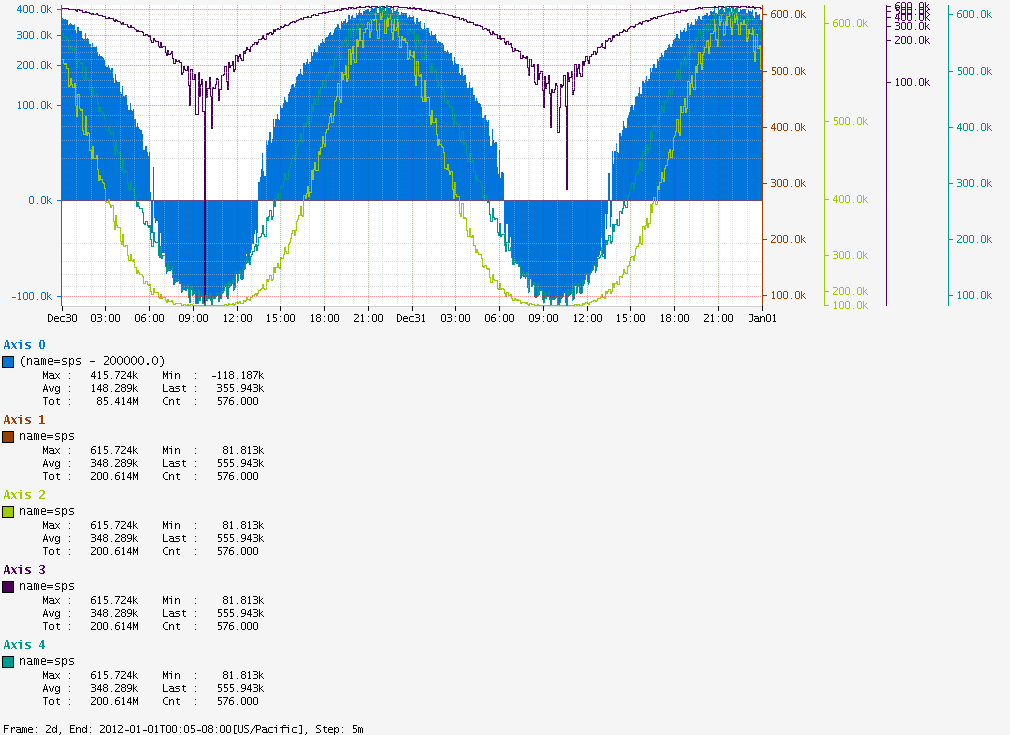 400.0k
300.0k
200.0k
100.0k
0.0k
-100.0k
600.0k
500.0k
400.0k
300.0k
200.0k
100.0k
600.0k
500.0k
400.0k
300.0k
200.0k
100.0k
600.0k
500.0k
400.0k
300.0k
200.0k
100.0k
600.0k
500.0k
400.0k
300.0k
200.0k
100.0k
Dec30 03:00 06:00 09:00 12:00 15:00 18:00 21:00 Dec31 03:00 06:00 09:00 12:00 15:00 18:00 21:00 Jan01
Axis 0
(name=sps - 200000.0)
Max : 415.724k Min : -118.187k
Avg : 148.289k Last : 355.943k
Tot : 85.414M Cnt : 576.000
Axis 1
name=sps
Max : 615.724k Min : 81.813k
Avg : 348.289k Last : 555.943k
Tot : 200.614M Cnt : 576.000
Axis 2
name=sps
Max : 615.724k Min : 81.813k
Avg : 348.289k Last : 555.943k
Tot : 200.614M Cnt : 576.000
Axis 3
name=sps
Max : 615.724k Min : 81.813k
Avg : 348.289k Last : 555.943k
Tot : 200.614M Cnt : 576.000
Axis 4
name=sps
Max : 615.724k Min : 81.813k
Avg : 348.289k Last : 555.943k
Tot : 200.614M Cnt : 576.000
Frame: 2d, End: 2012-01-01T00:05-08:00[US/Pacific], Step: 5m